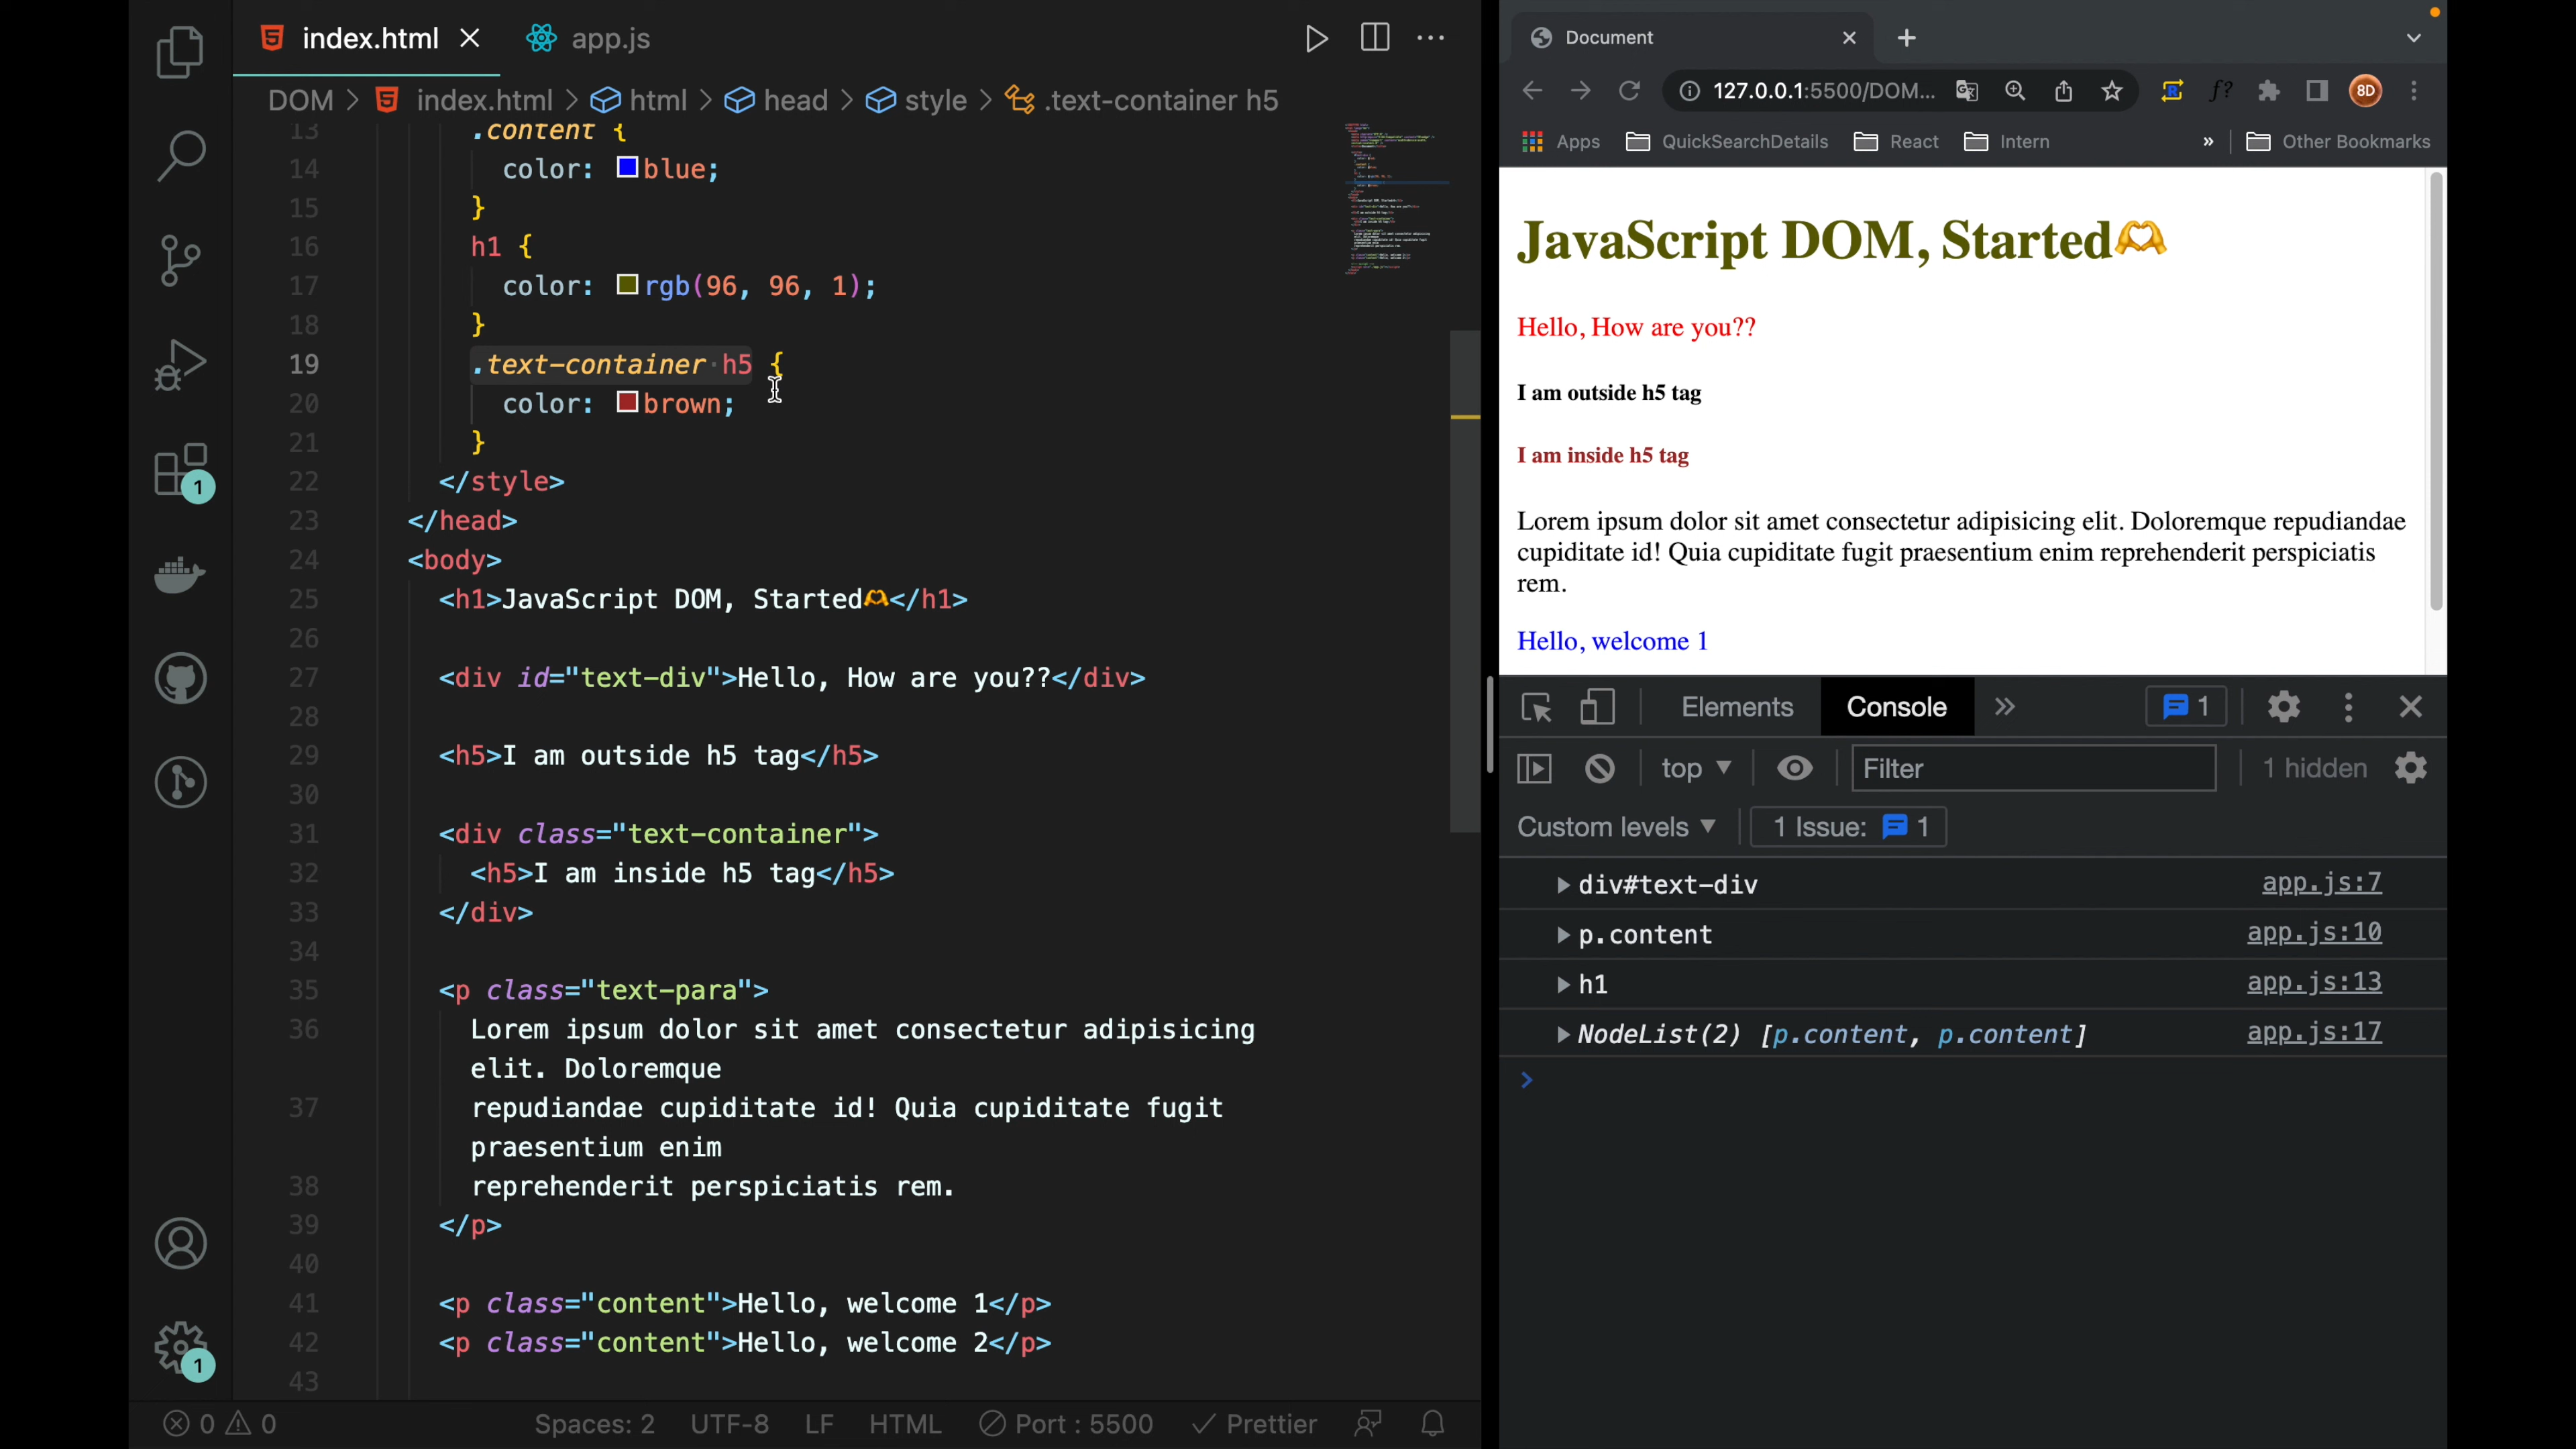 index.html
app.js
DOM > index.html > html > head > style > .text-container h5
13 .content {
14 color: blue;
15 }
16 h1 {
17 color: rgb(96, 96, 1);
18 }
19 .text-container h5 {
20 color: brown;
21 }
22 </style>
23 </head>
24 <body>
25 <h1>JavaScript DOM, Started🫶</h1>
26
27 <div id="text-div">Hello, How are you??</div>
28
29 <h5>I am outside h5 tag</h5>
30
31 <div class="text-container">
32 <h5>I am inside h5 tag</h5>
33 </div>
34
35 <p class="text-para">
36 Lorem ipsum dolor sit amet consectetur adipisicing
elit. Doloremque
37 repudiandae cupiditate id! Quia cupiditate fugit
praesentium enim
38 reprehenderit perspiciatis rem.
39 </p>
40
41 <p class="content">Hello, welcome 1</p>
42 <p class="content">Hello, welcome 2</p>
43
1
1
0 0
Spaces: 2 UTF-8 LF HTML Port : 5500 Prettier
Document
127.0.0.1:5500/DOM...
8D
Apps QuickSearchDetails React Intern » Other Bookmarks
JavaScript DOM, Started🫶
Hello, How are you??
I am outside h5 tag
I am inside h5 tag
Lorem ipsum dolor sit amet consectetur adipisicing elit. Doloremque repudiandae
cupiditate id! Quia cupiditate fugit praesentium enim reprehenderit perspiciatis
rem.
Hello, welcome 1
Elements Console » 1
top Filter 1 hidden
Custom levels 1 Issue: 1
div#text-div app.js:7
p.content app.js:10
h1 app.js:13
NodeList(2) [p.content, p.content] app.js:17